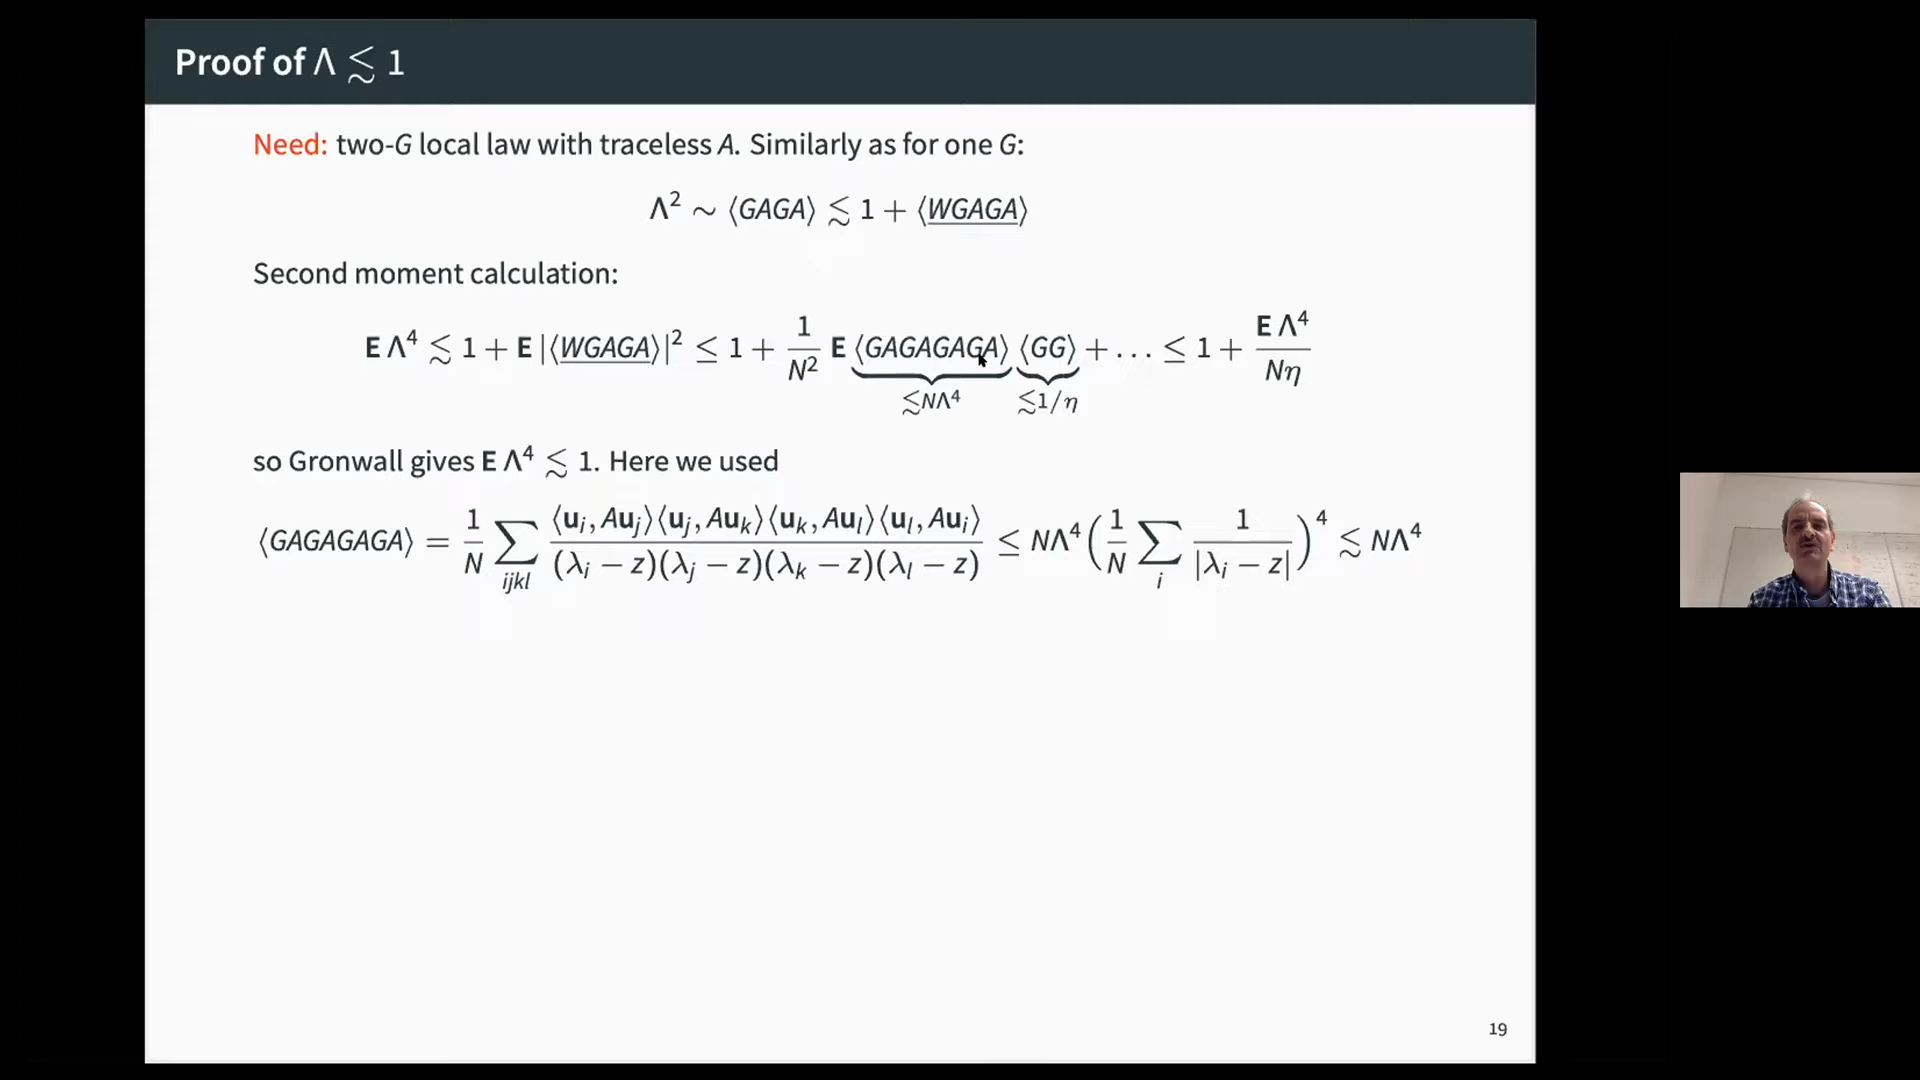 Proof of Λ ≲ 1
Need: two-G local law with traceless A. Similarly as for one G:
Λ² ∼ ⟨GAGA⟩ ≲ 1 + ⟨WGAGA⟩
Second moment calculation:
E Λ⁴ ≲ 1 + E |⟨WGAGA⟩|² ≤ 1 + 1/N² E ⟨GAGAGAGA⟩ ⟨GG⟩ + … ≤ 1 + E Λ⁴/Nη
≲NΛ⁴ ≲1/η
so Gronwall gives E Λ⁴ ≲ 1. Here we used
⟨GAGAGAGA⟩ = 1/N ∑_{ijkl} ⟨u_i, Au_j⟩⟨u_j, Au_k⟩⟨u_k, Au_l⟩⟨u_l, Au_i⟩ / (λ_i − z)(λ_j − z)(λ_k − z)(λ_l − z) ≤ NΛ⁴ (1/N ∑_i 1/|λ_i − z|)⁴ ≲ NΛ⁴
19